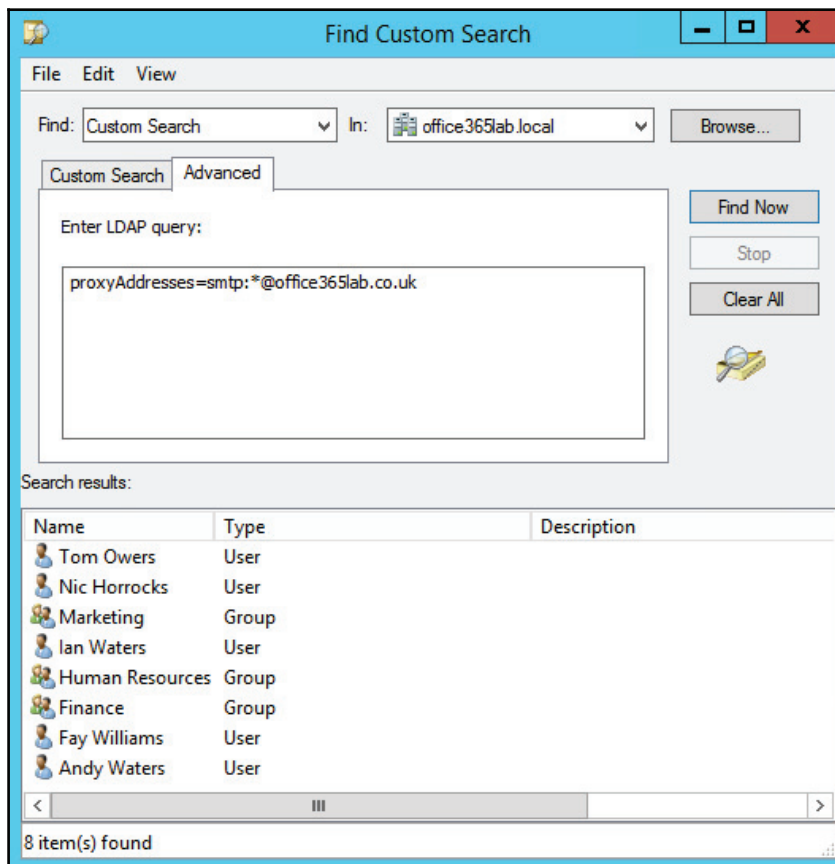 Find Custom Search
File Edit View
Find: Custom Search In: office365lab.local Browse...
Custom Search Advanced
Find Now
Enter LDAP query:
Stop
proxyAddresses=smtp:*@office365lab.co.uk
Clear All
Search results:
Name Type Description
Tom Owers User
Nic Horrocks User
Marketing Group
Ian Waters User
Human Resources Group
Finance Group
Fay Williams User
Andy Waters User
8 item(s) found